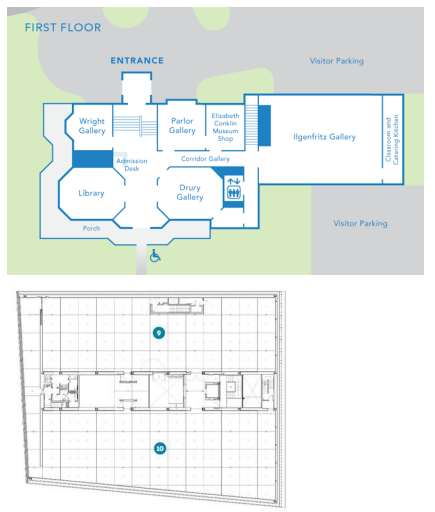 FIRST FLOOR
ENTRANCE
Visitor Parking
Wright
Gallery
Parlor
Gallery
Elizabeth
Conklin
Museum
Shop
Ilgenfritz Gallery
Classroom and
Catering Kitchen
Corridor Gallery
Admission
Desk
Library
Drury
Gallery
Porch
Visitor Parking
9
10